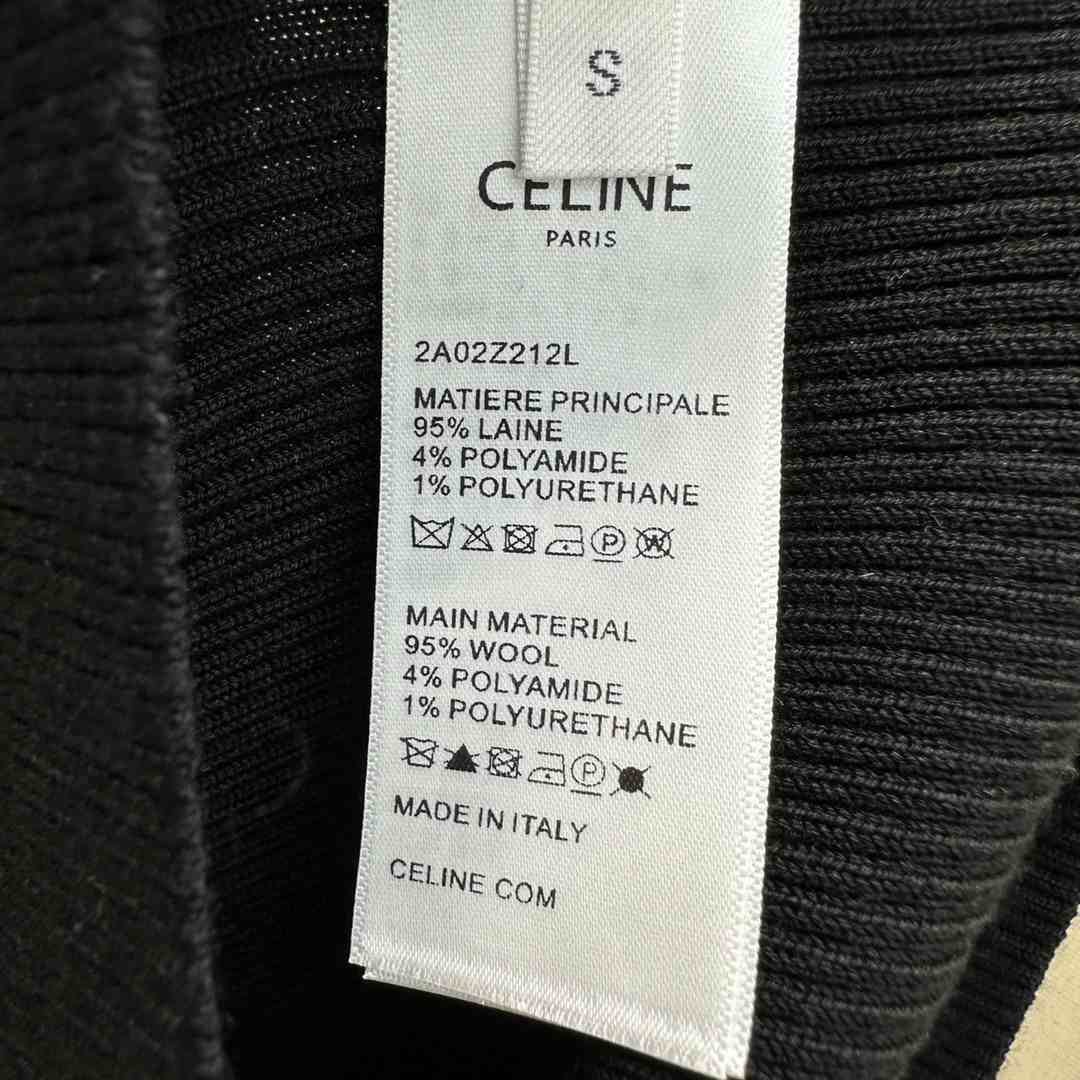 S
CELINE
PARIS
2A02Z212L
MATIERE PRINCIPALE
95% LAINE
4% POLYAMIDE
1% POLYURETHANE
P W
MAIN MATERIAL
95% WOOL
4% POLYAMIDE
1% POLYURETHANE
P
MADE IN ITALY
CELINE COM